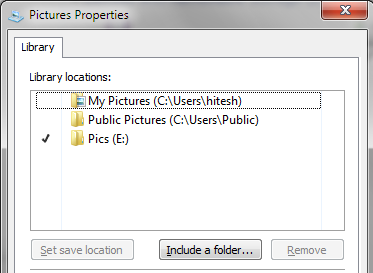 Pictures Properties
Library
Library locations:
My Pictures (C:\Users\hitesh)
Public Pictures (C:\Users\Public)
Pics (E:)
Set save location Include a folder... Remove